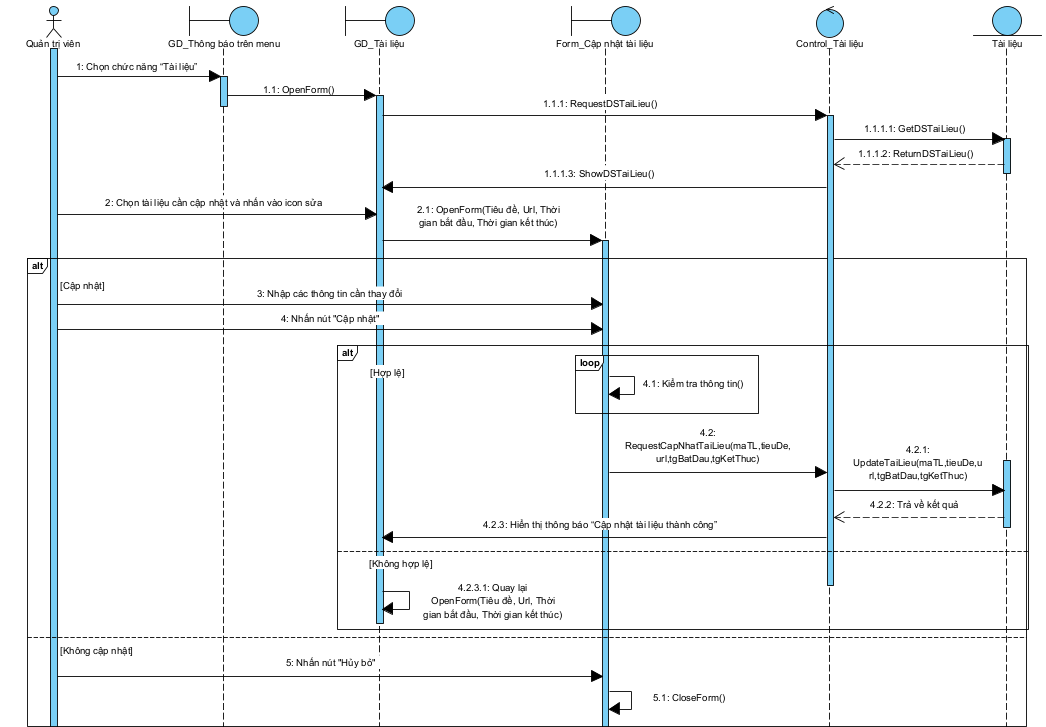 Quản trị viên
GD_Thông báo trên menu
GD_Tài liệu
Form_Cập nhật tài liệu
Control_Tài liệu
Tài liệu
1: Chọn chức năng “Tài liệu”
1.1: OpenForm()
1.1.1: RequestDSTaiLieu()
1.1.1.1: GetDSTaiLieu()
1.1.1.2: ReturnDSTaiLieu()
1.1.1.3: ShowDSTaiLieu()
2: Chọn tài liệu cần cập nhật và nhấn vào icon sửa
2.1: OpenForm(Tiêu đề, Url, Thời
gian bắt đầu, Thời gian kết thúc)
alt
[Cập nhật]
3: Nhập các thông tin cần thay đổi
4: Nhấn nút "Cập nhật"
alt
[Hợp lệ]
loop
4.1: Kiểm tra thông tin()
4.2:
RequestCapNhatTaiLieu(maTL,tieuDe,
url,tgBatDau,tgKetThuc)
4.2.1:
UpdateTaiLieu(maTL,tieuDe,u
rl,tgBatDau,tgKetThuc)
4.2.2: Trả về kết quả
4.2.3: Hiển thị thông báo “Cập nhật tài liệu thành công”
[Không hợp lệ]
4.2.3.1: Quay lại
OpenForm(Tiêu đề, Url, Thời
gian bắt đầu, Thời gian kết thúc)
[Không cập nhật]
5: Nhấn nút "Hủy bỏ"
5.1: CloseForm()